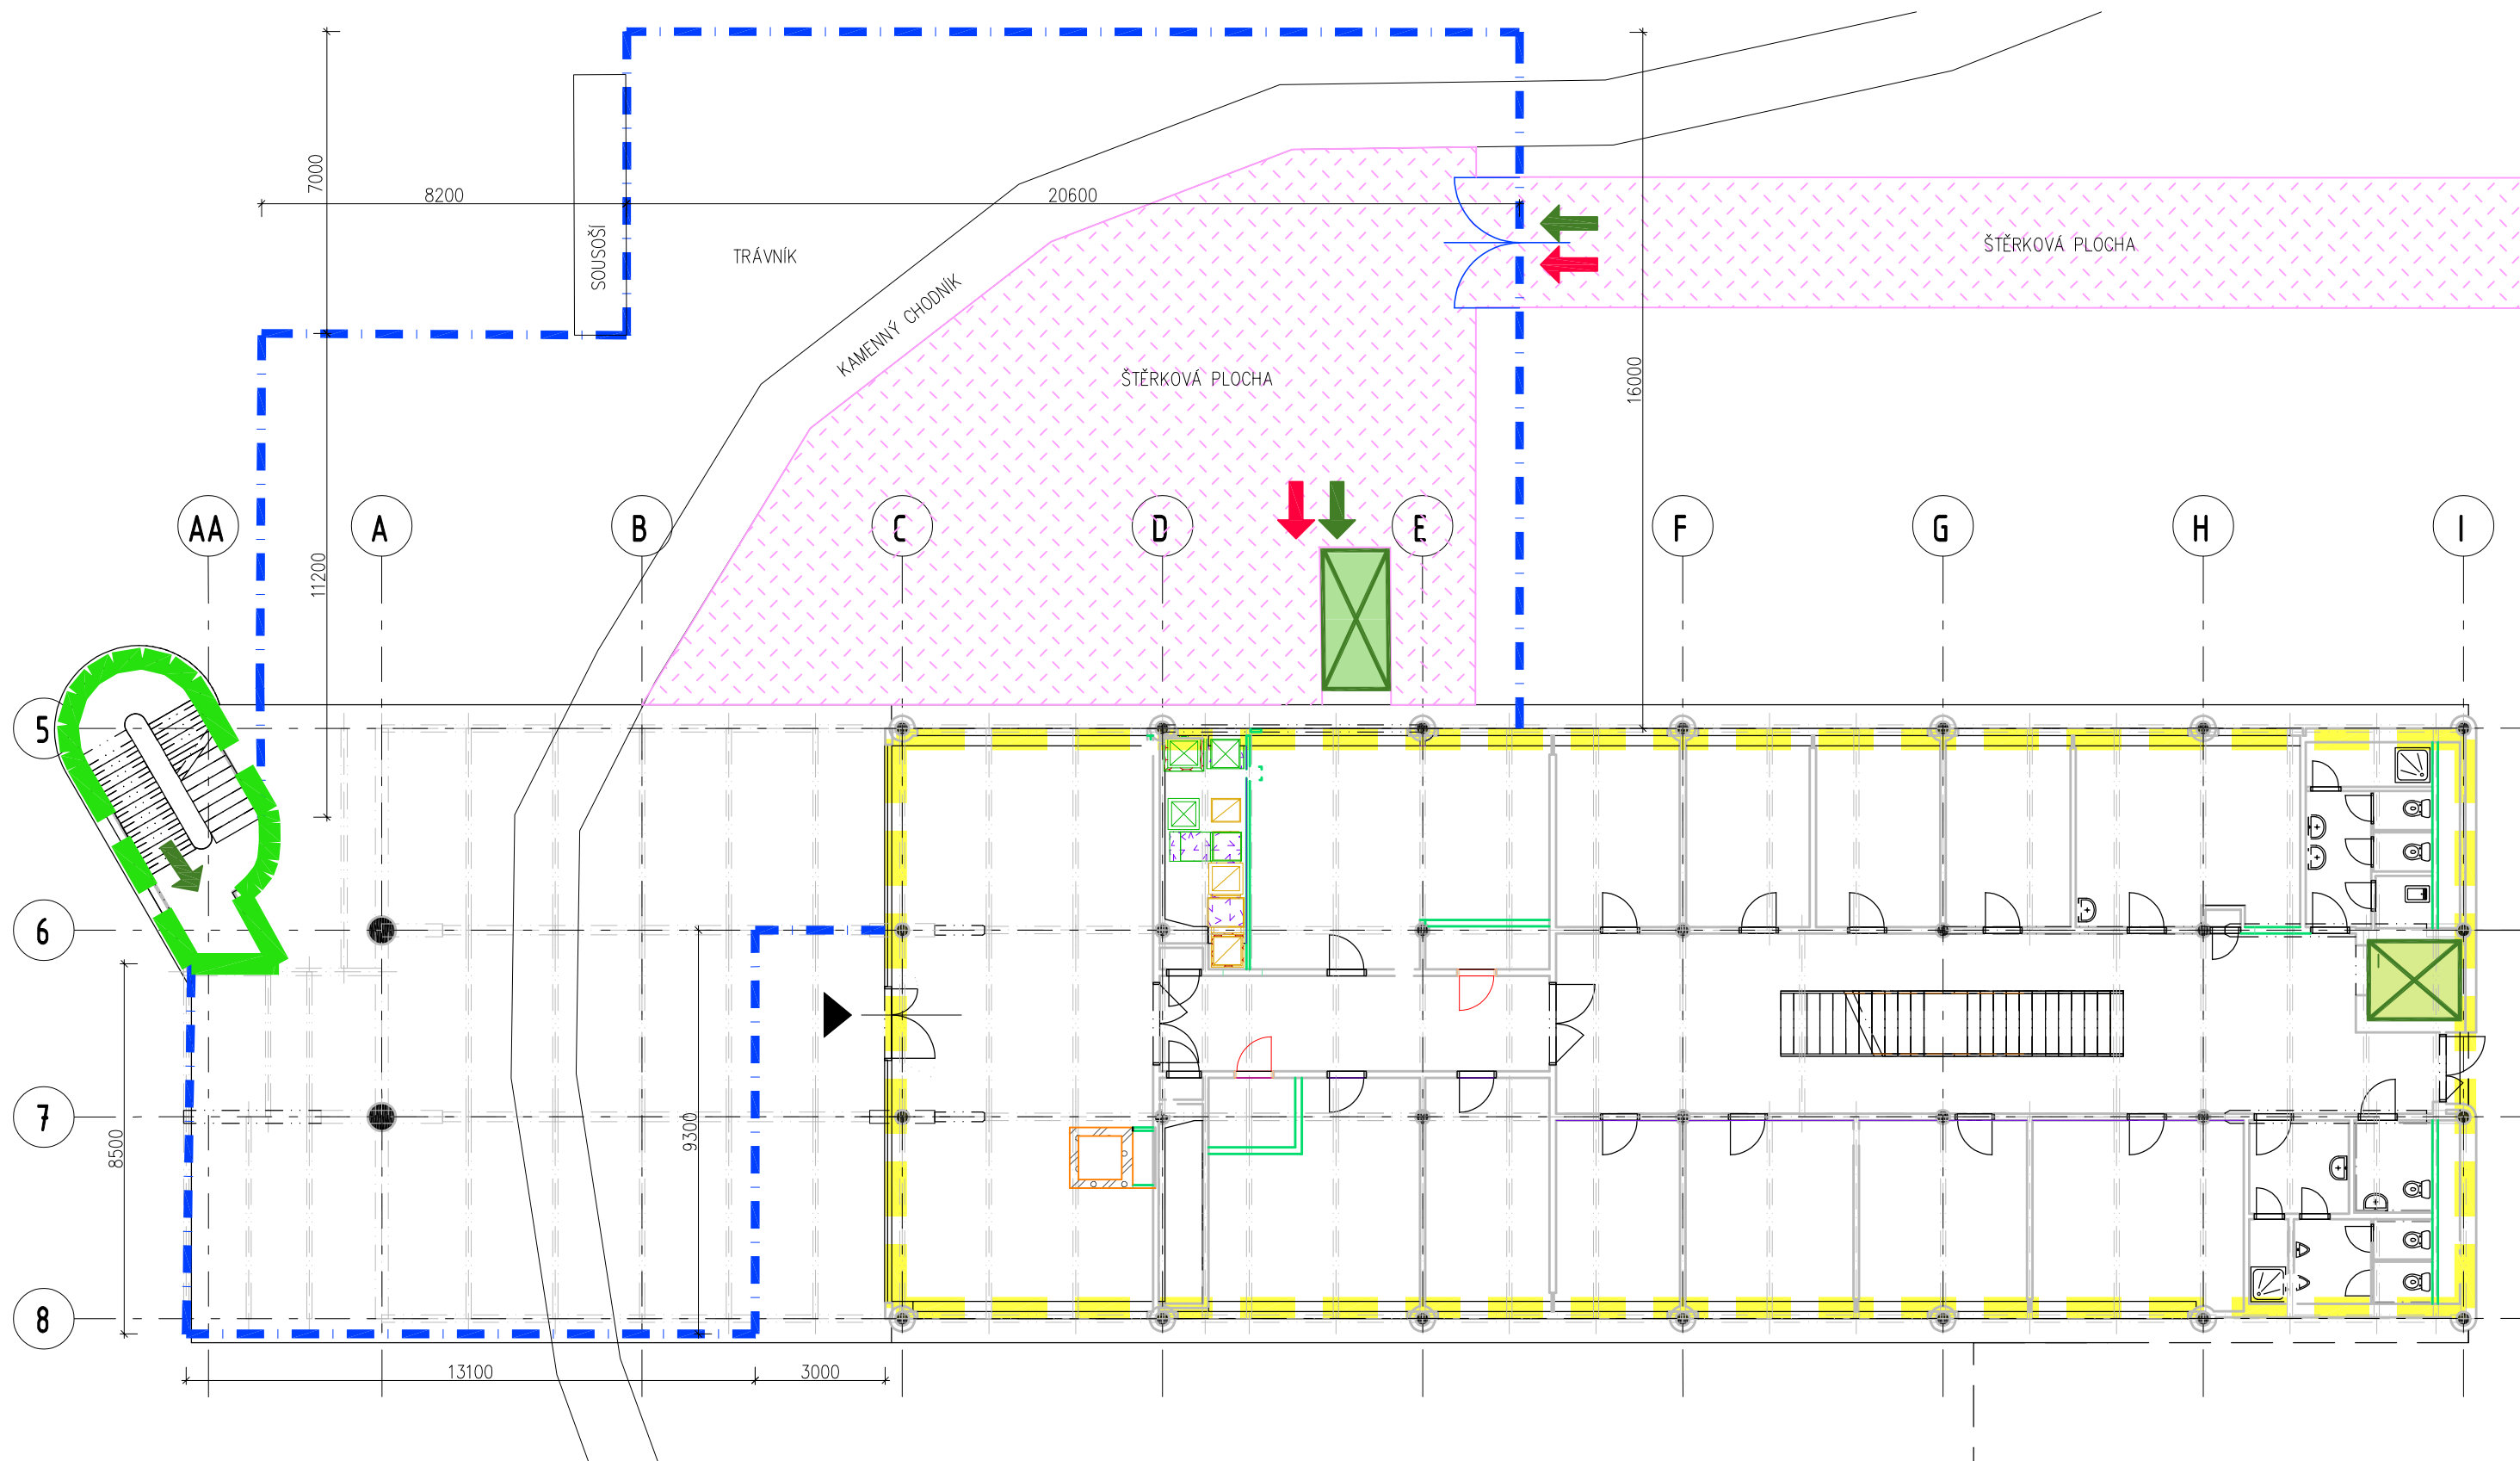 7000
8200
20600
SOUSOŠÍ
TRÁVNÍK
KAMENNÝ CHODNÍK
ŠTĚRKOVÁ PLOCHA
ŠTĚRKOVÁ PLOCHA
16000
11200
AA
A
B
C
D
E
F
G
H
I
5
6
7
8
8500
9300
13100
3000